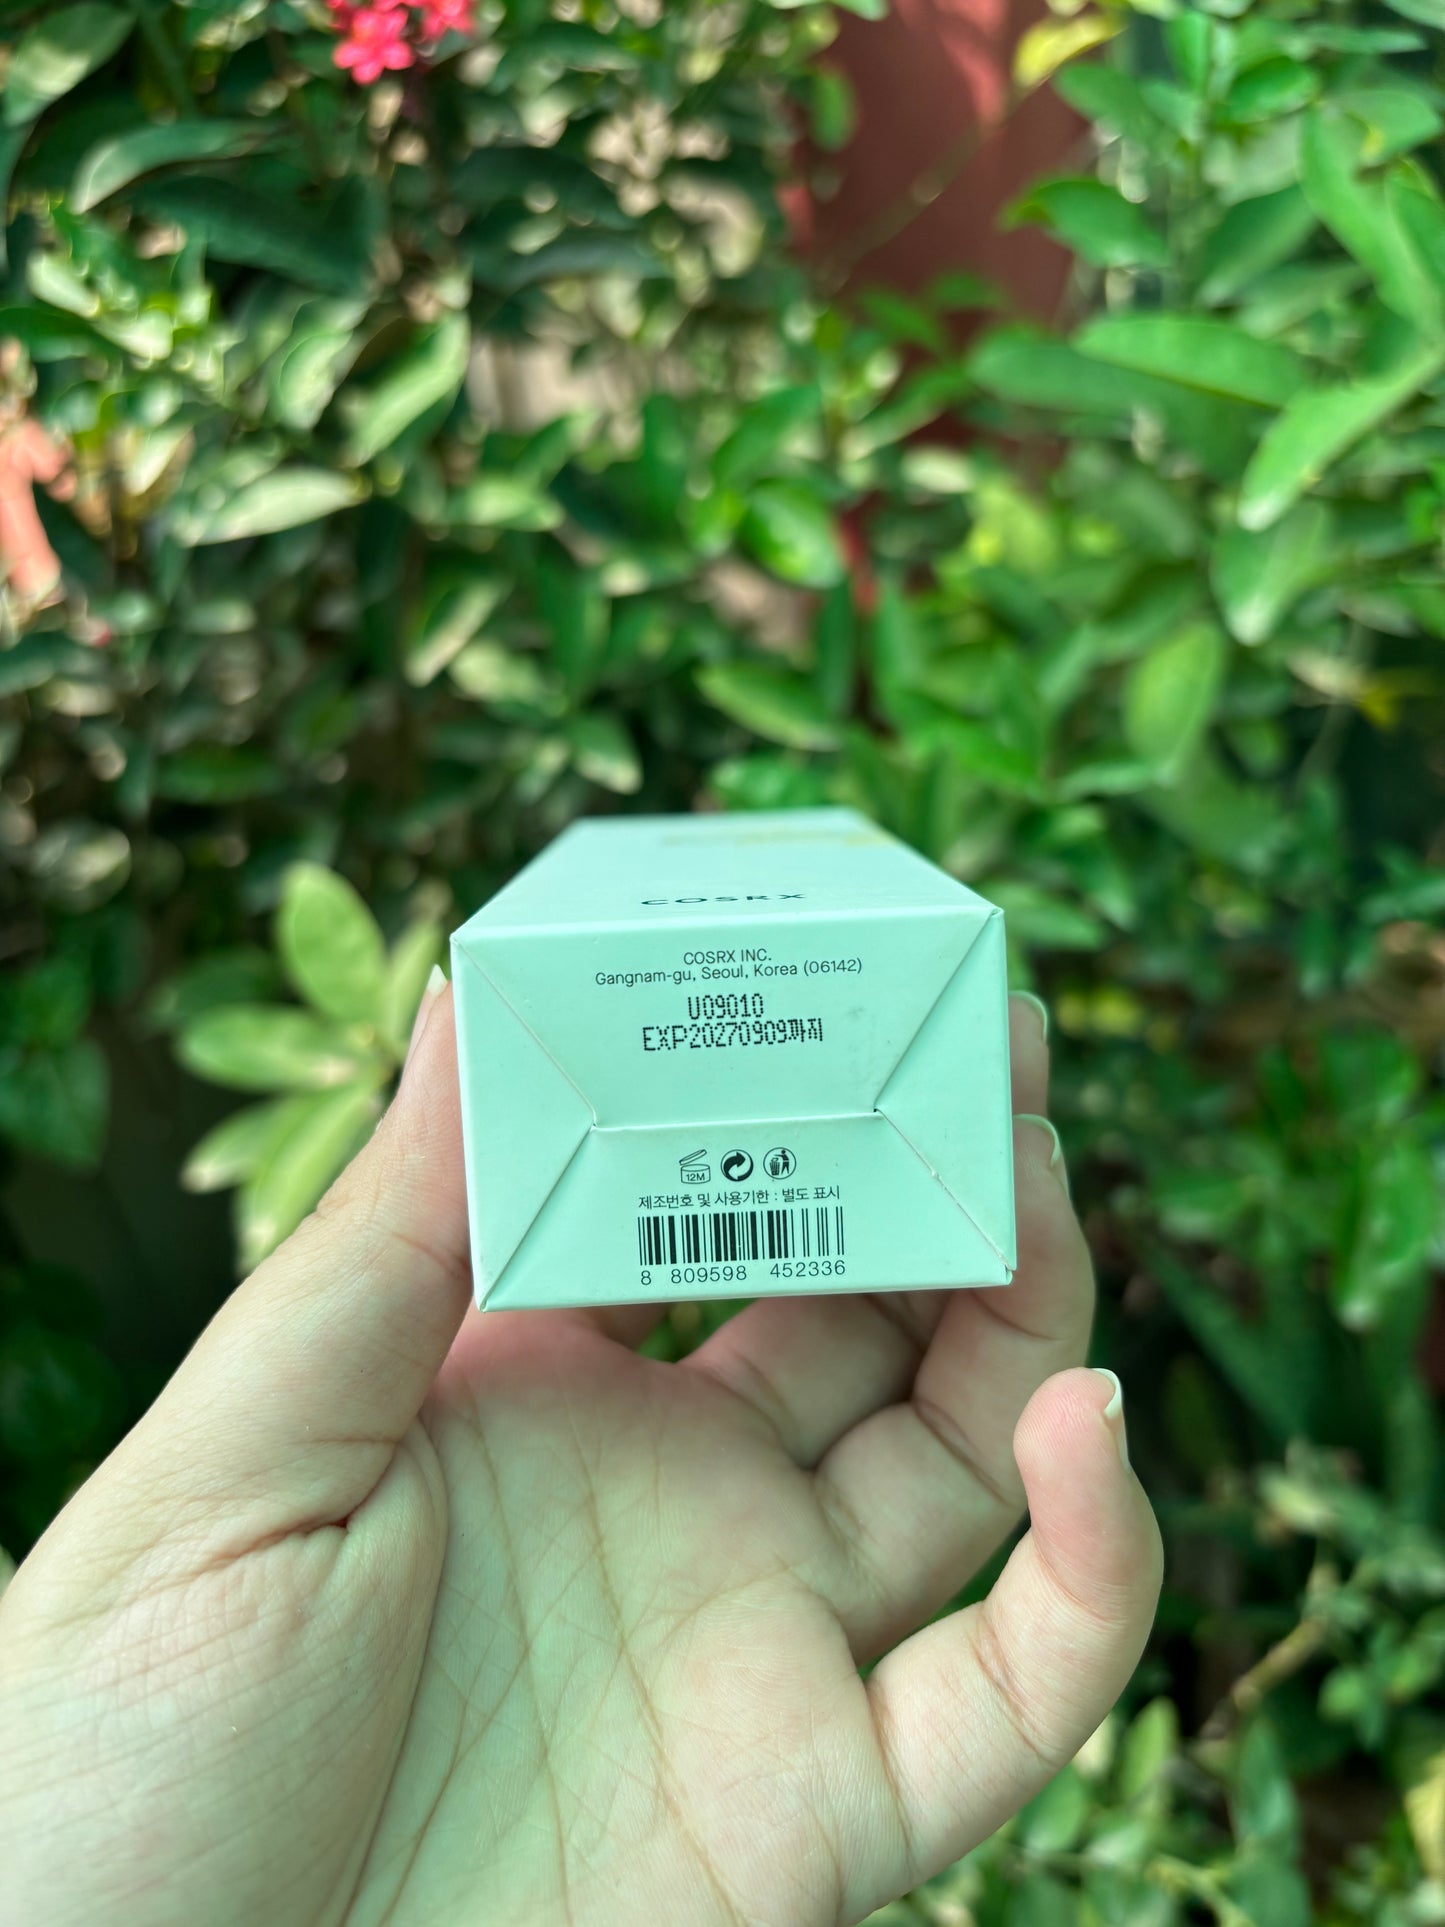 COSRX
COSRX INC.
Gangnam-gu, Seoul, Korea (06142)
U09010
EXP20270909까지
12M
제조번호 및 사용기한 : 별도 표시
8 809598 452336